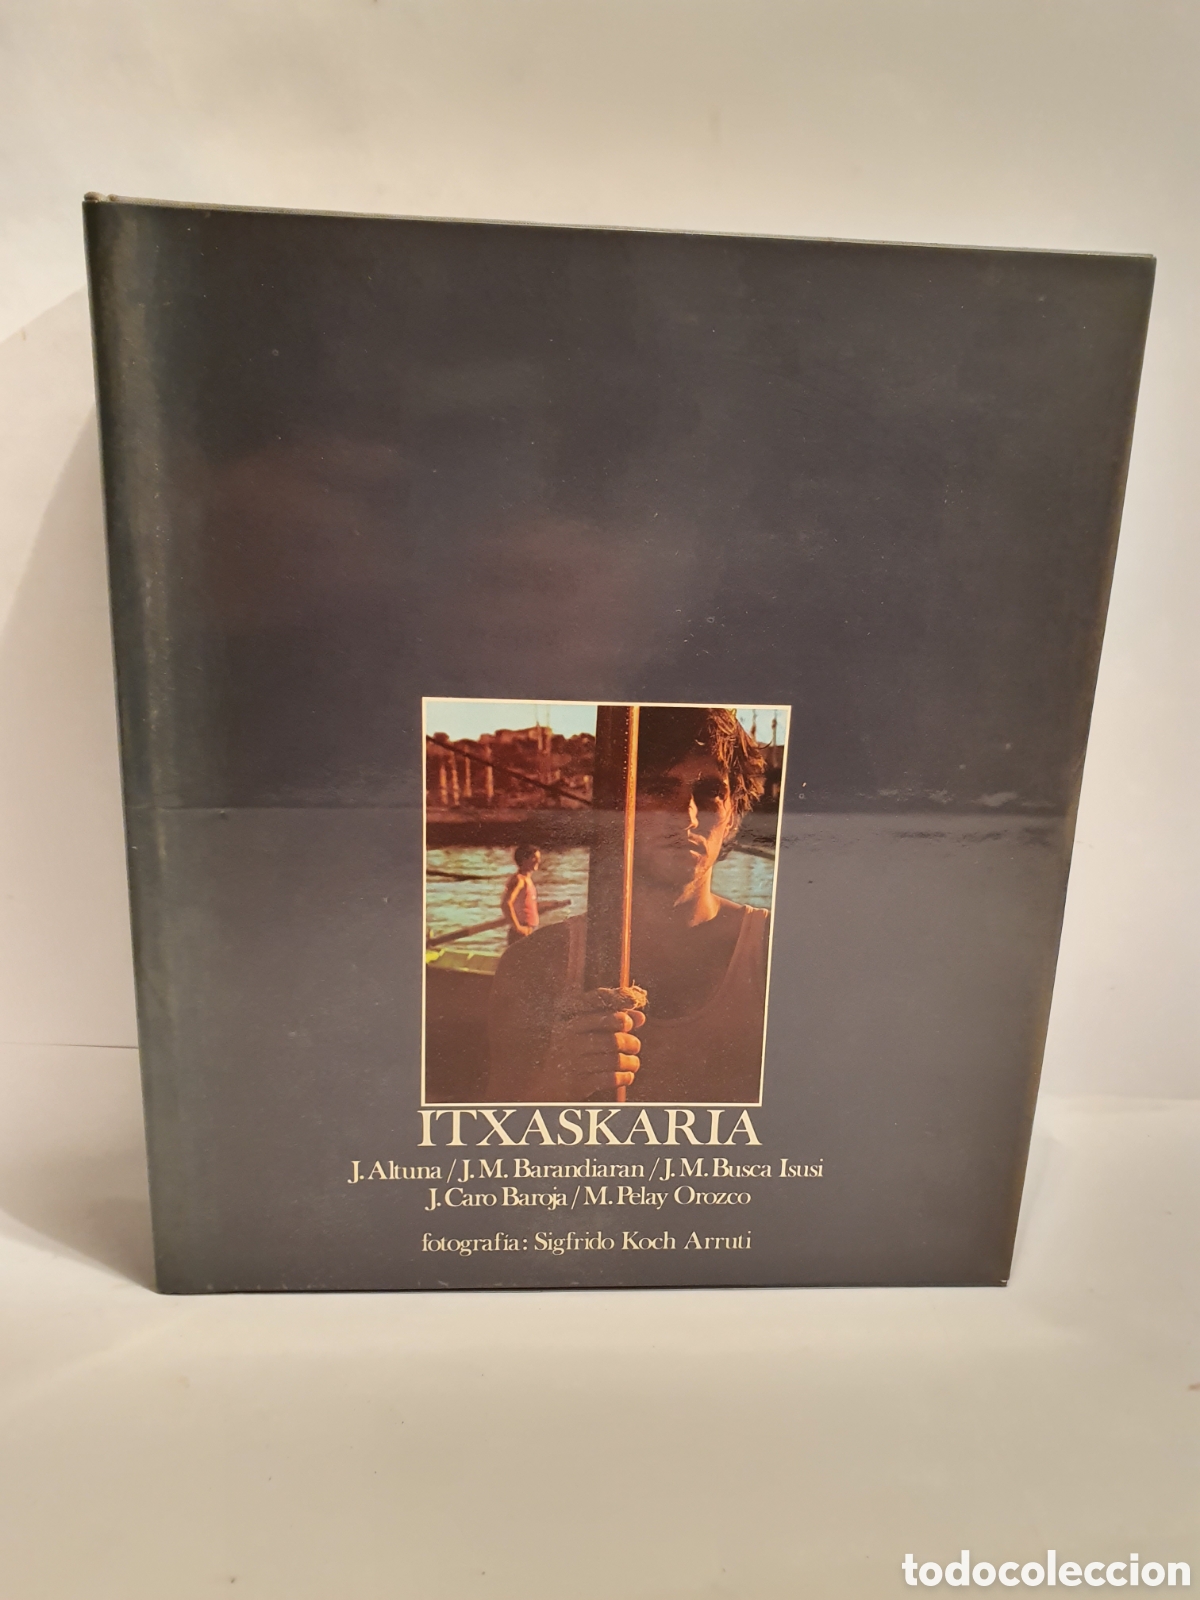 ITXASKARIA
J. Altuna / J. M. Barandiaran / J. M. Busca Isusi
J. Caro Baroja / M. Pelay Orozco
fotografía: Sigfrido Koch Arruti
todocoleccion